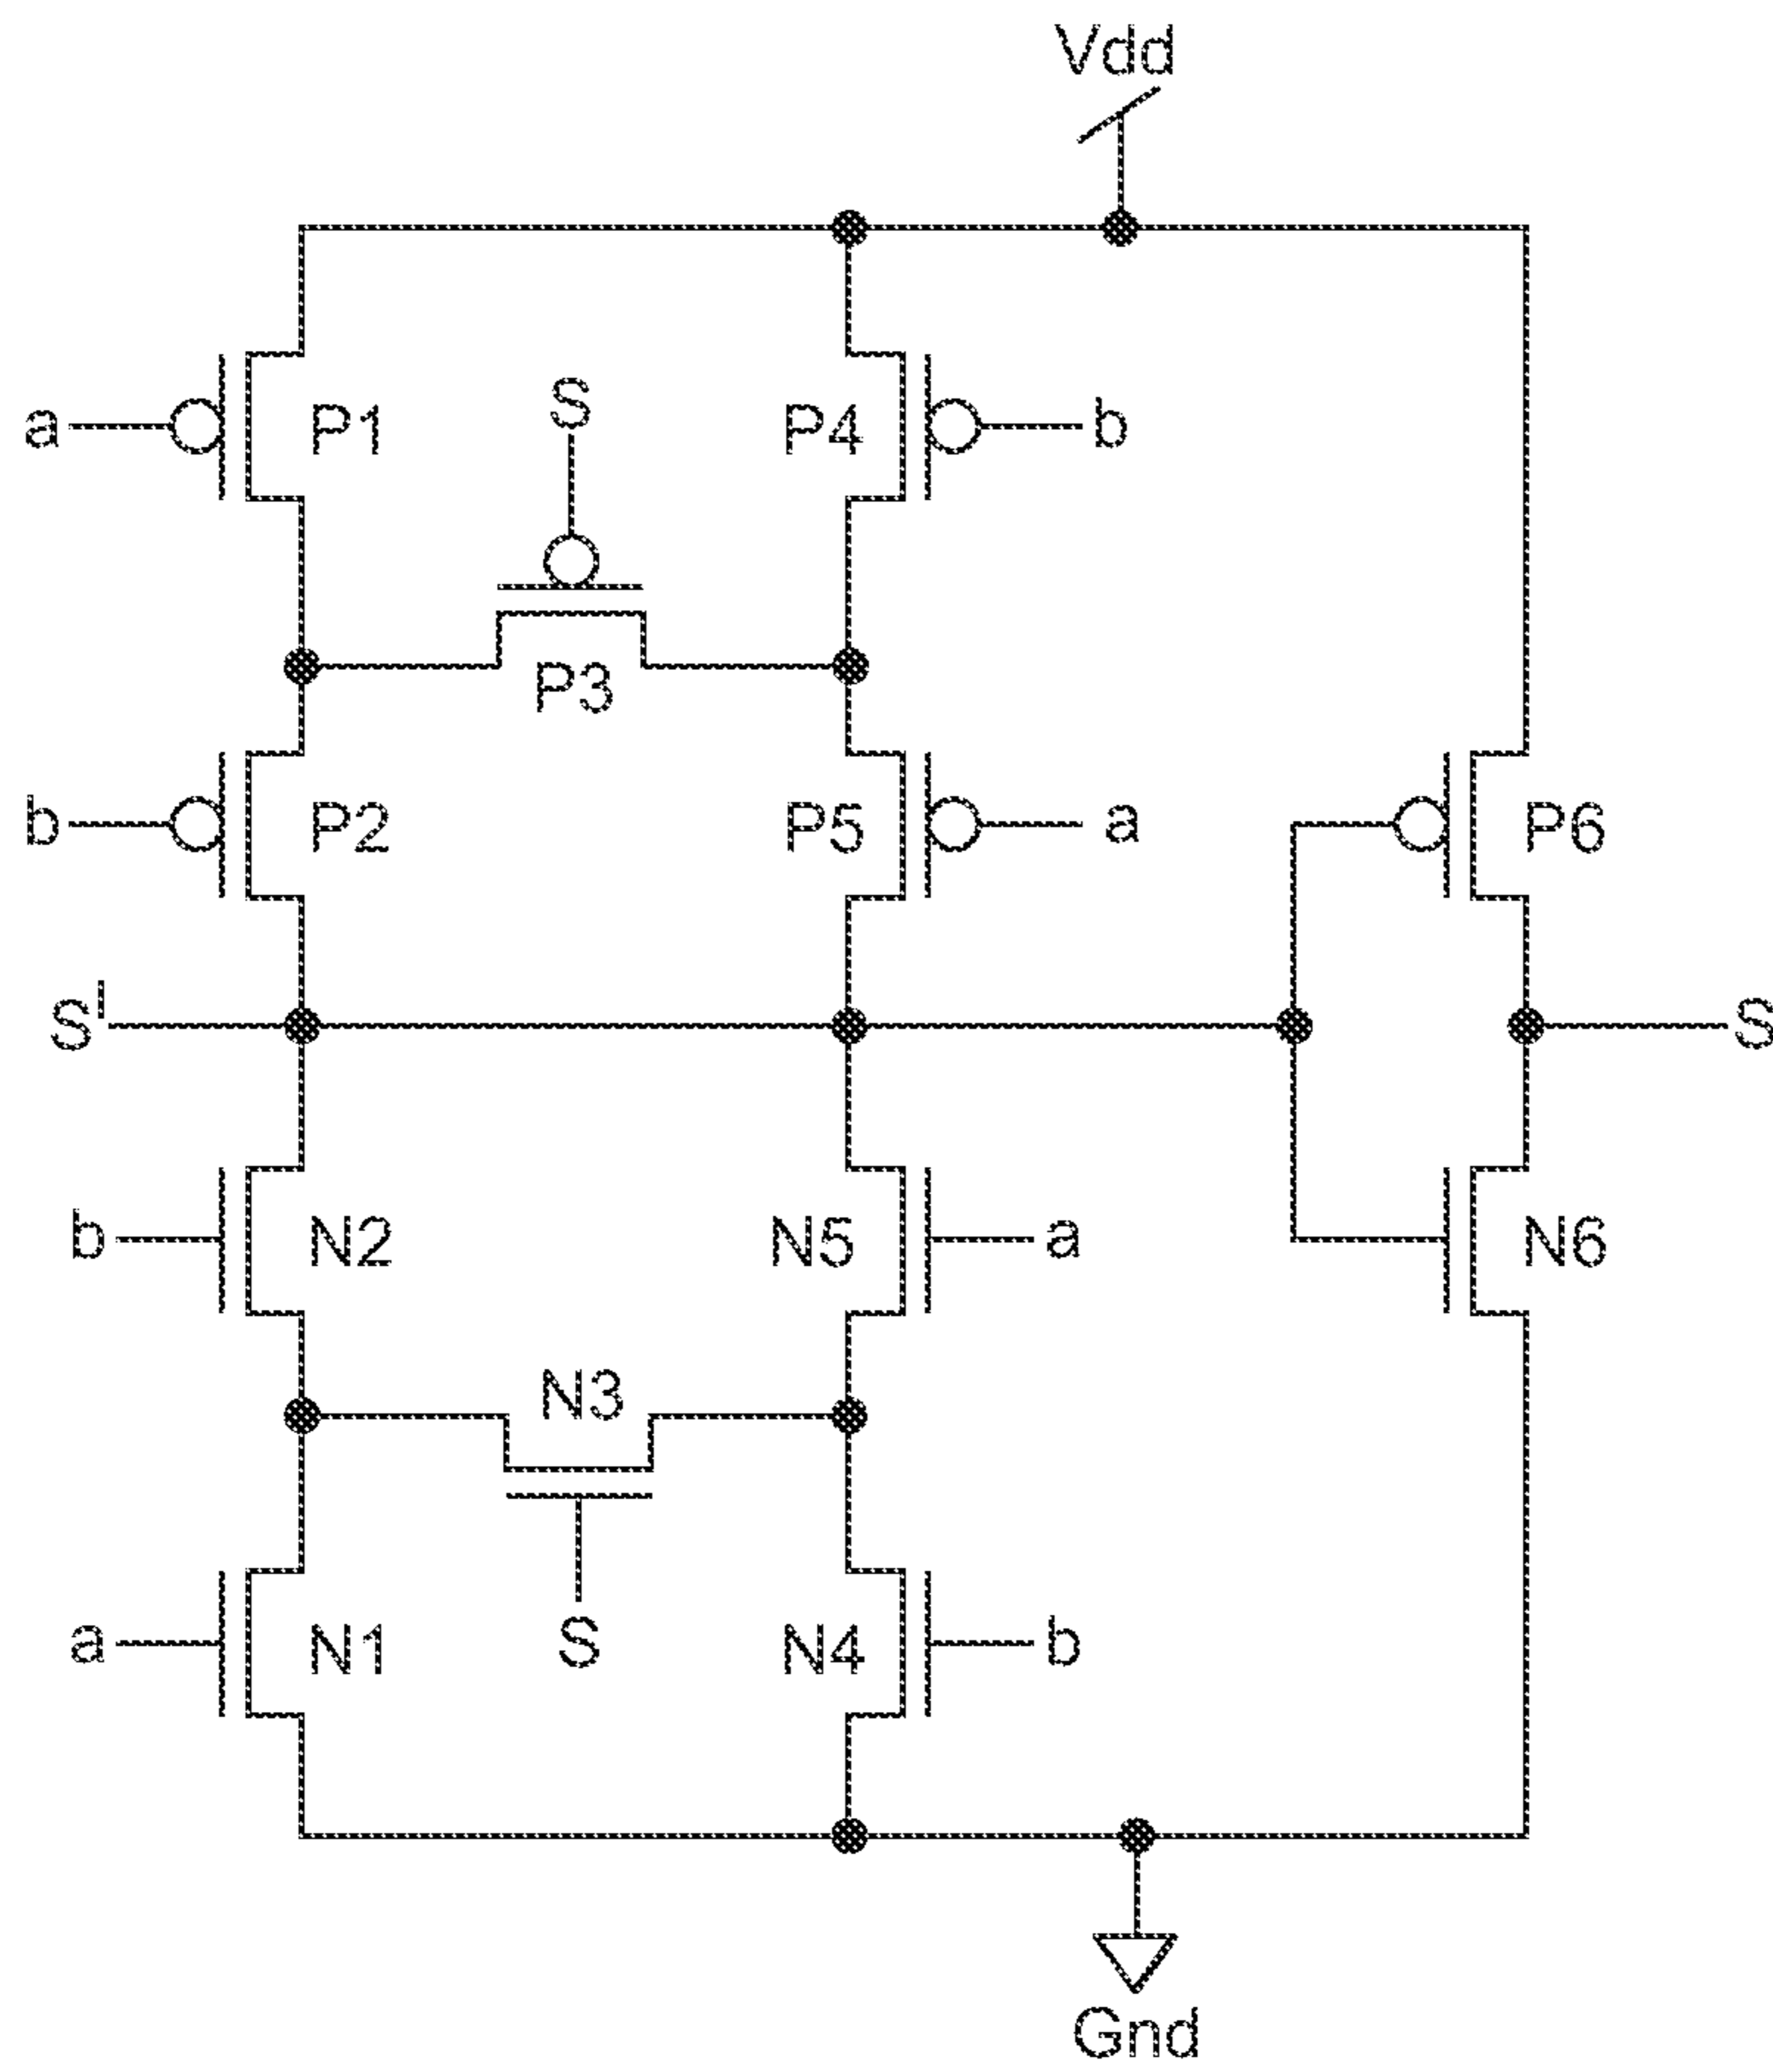 Vdd
a P1 S P4 b
P3
b P2 P5 a P6
S' S
b N2 N5 a N6
N3
a N1 S N4 b
Gnd